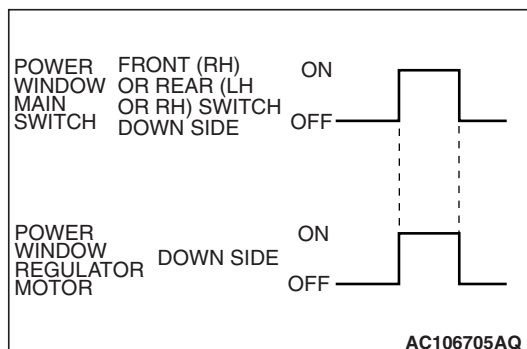 POWER WINDOW MAIN SWITCH
FRONT (RH) OR REAR (LH OR RH) SWITCH DOWN SIDE
ON
OFF
POWER WINDOW REGULATOR MOTOR
DOWN SIDE
ON
OFF
AC106705AQ